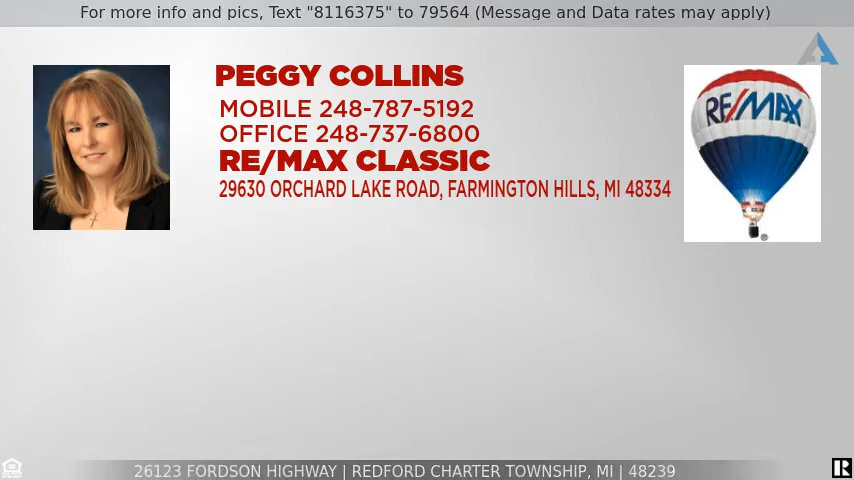 For more info and pics, Text "8116375" to 79564 (Message and Data rates may apply)
PEGGY COLLINS
MOBILE 248-787-5192
OFFICE 248-737-6800
RE/MAX CLASSIC
29630 ORCHARD LAKE ROAD, FARMINGTON HILLS, MI 48334
RE/MAX
26123 FORDSON HIGHWAY | REDFORD CHARTER TOWNSHIP, MI | 48239